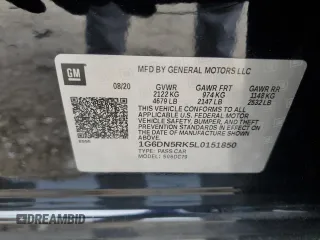 GM
MFD BY GENERAL MOTORS LLC
08/20 GVWR GAWR FRT GAWR RR
2122 KG 974 KG 1148 KG
4679 LB 2147 LB 2532 LB
THIS VEHICLE CONFORMS TO ALL
APPLICABLE U.S. FEDERAL MOTOR
VEHICLE SAFETY, BUMPER, AND
THEFT PREVENTION STANDARDS
IN EFFECT ON THE DATE OF
MANUFACTURE SHOWN ABOVE.
1G6DN5RK5L0151850
TYPE: PASS CAR
DREAMBID